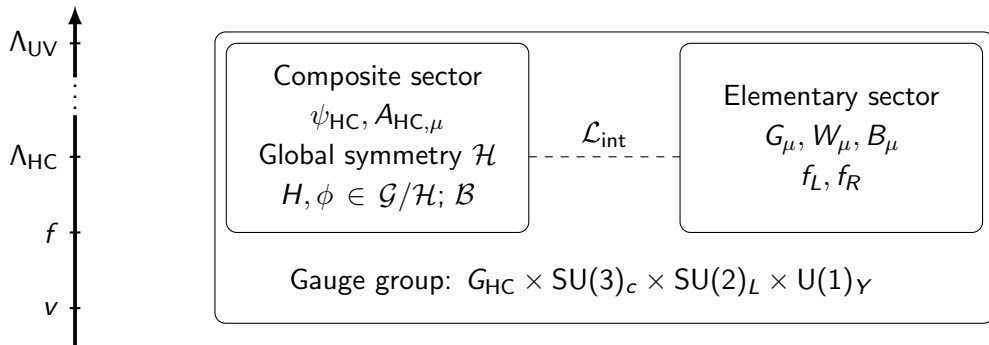 Λ_UV
Λ_HC
f
v
Composite sector
ψ_HC, A_HC,μ
Global symmetry ℋ
H, ϕ ∈ 𝒢/ℋ; ℬ
ℒ_int
Elementary sector
G_μ, W_μ, B_μ
f_L, f_R
Gauge group: G_HC × SU(3)_c × SU(2)_L × U(1)_Y